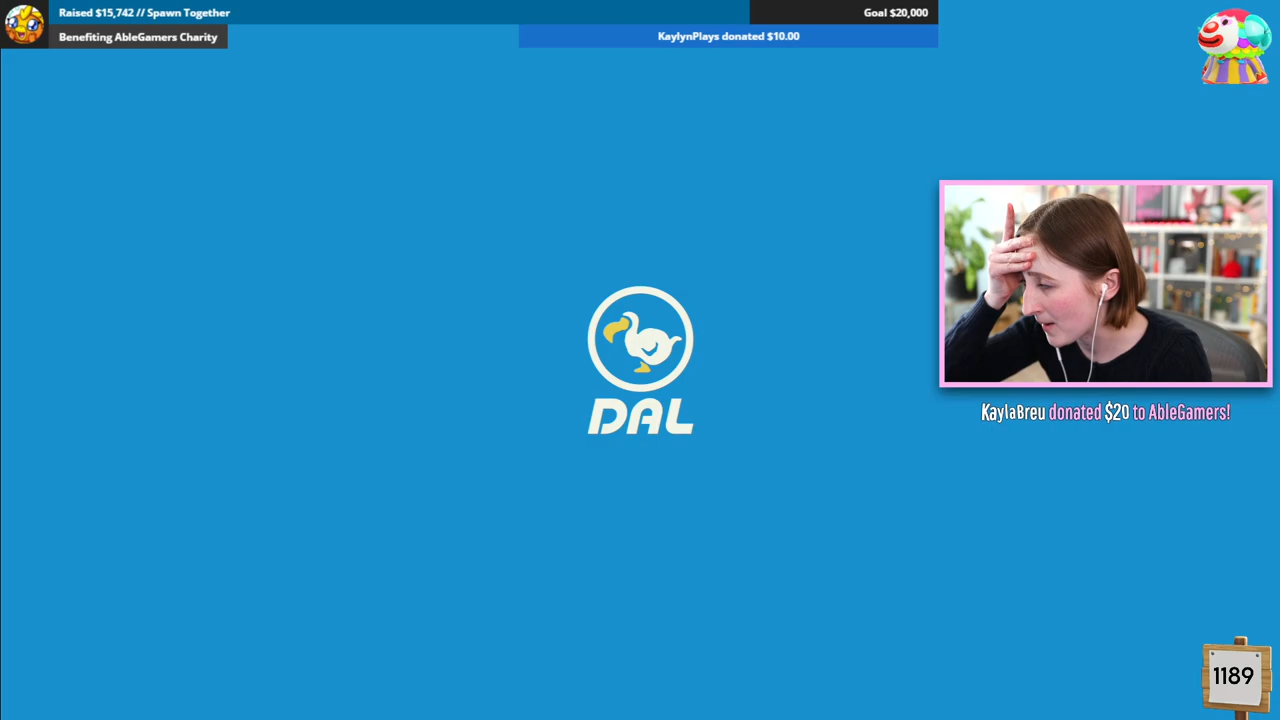 Raised $15,742 // Spawn Together
Goal $20,000
Benefiting AbleGamers Charity
KaylynPlays donated $10.00
DAL
KaylaBreu donated $20 to AbleGamers!
1189